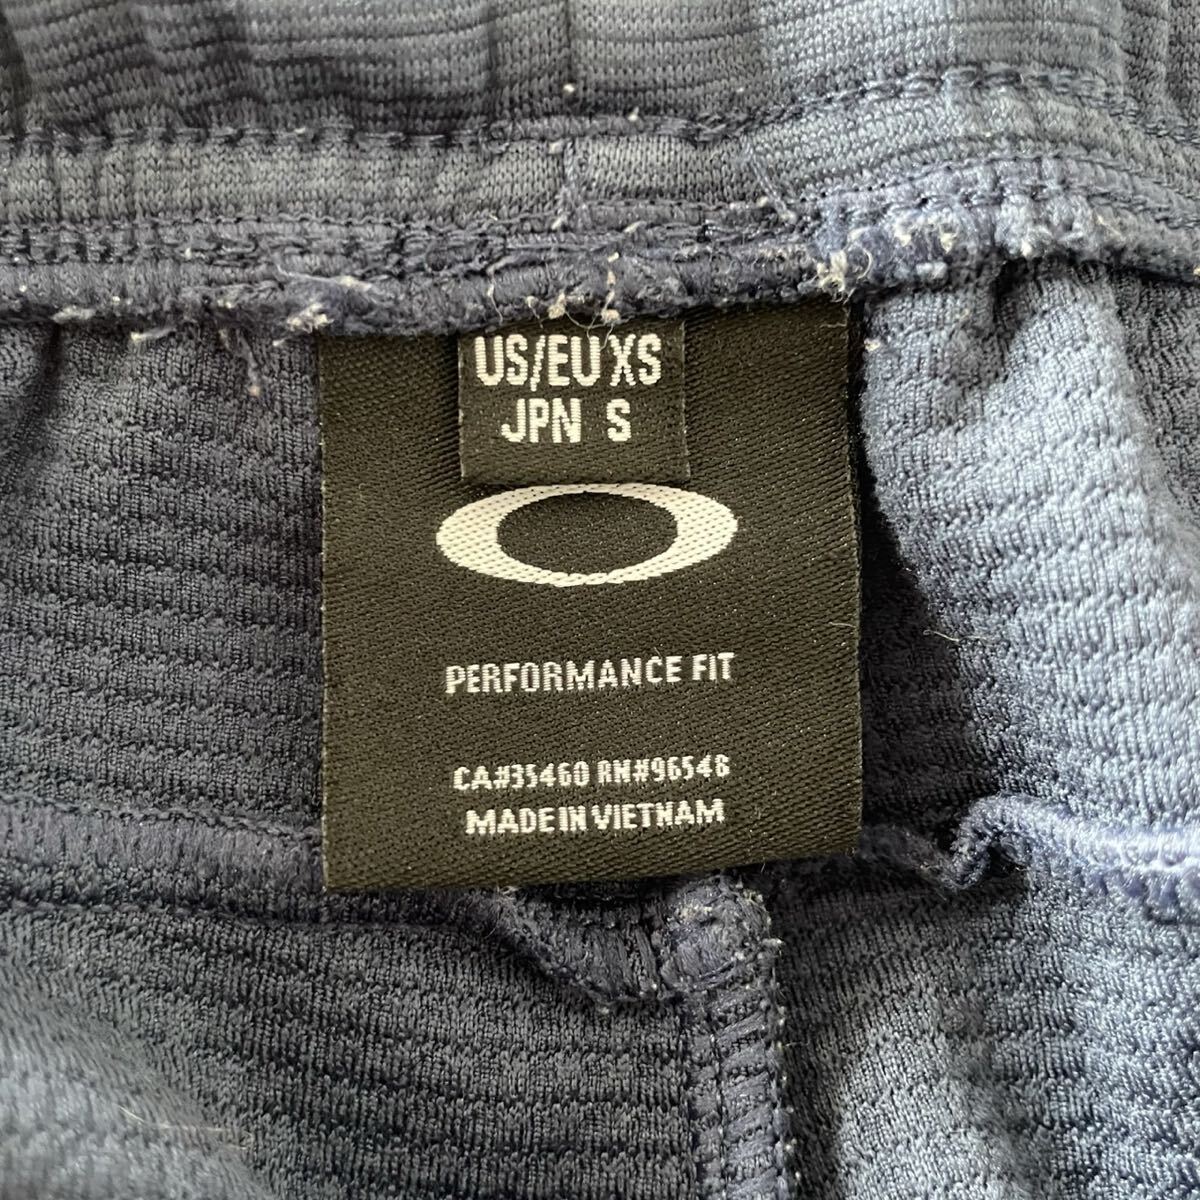 US/EU XS
JPN S
PERFORMANCE FIT
CA#35460 RN#96548
MADE IN VIETNAM